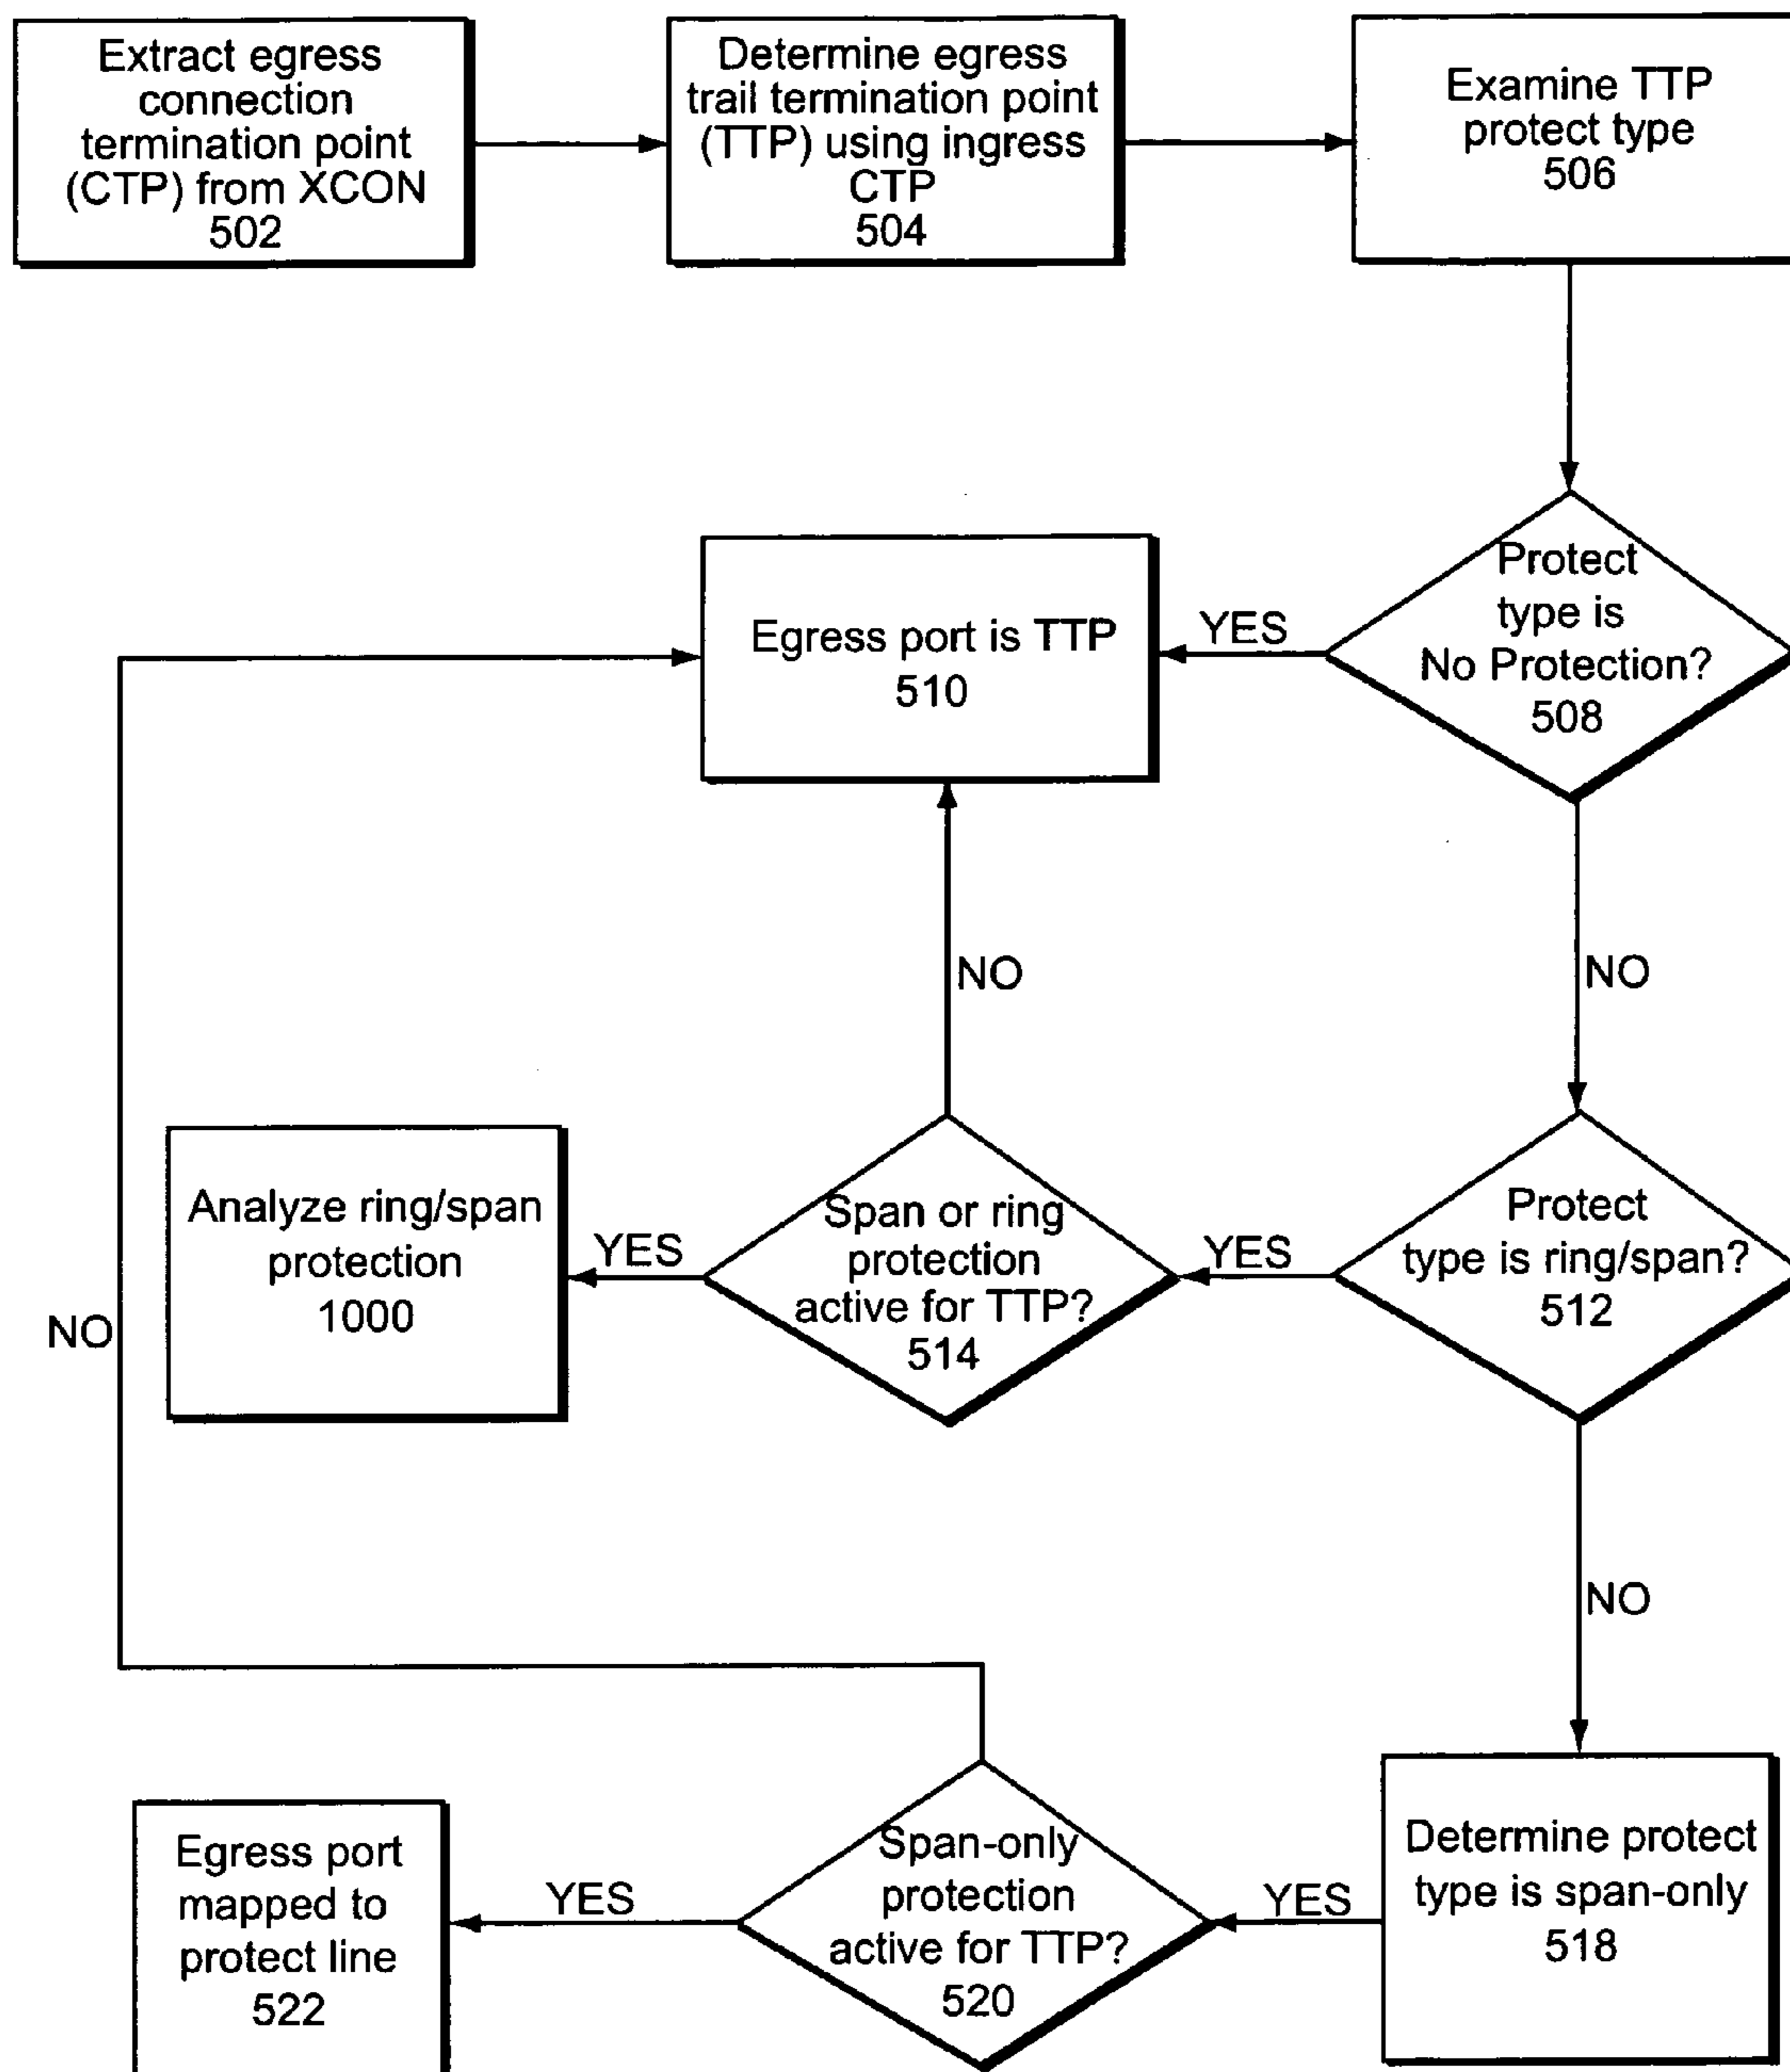 Extract egress
connection
termination point
(CTP) from XCON
502
Determine egress
trail termination point
(TTP) using ingress
CTP
504
Examine TTP
protect type
506
Protect
type is
No Protection?
508
YES
Egress port is TTP
510
NO
NO
Protect
type is ring/span?
512
YES
Span or ring
protection
active for TTP?
514
YES
Analyze ring/span
protection
1000
NO
NO
Determine protect
type is span-only
518
YES
Span-only
protection
active for TTP?
520
YES
Egress port
mapped to
protect line
522